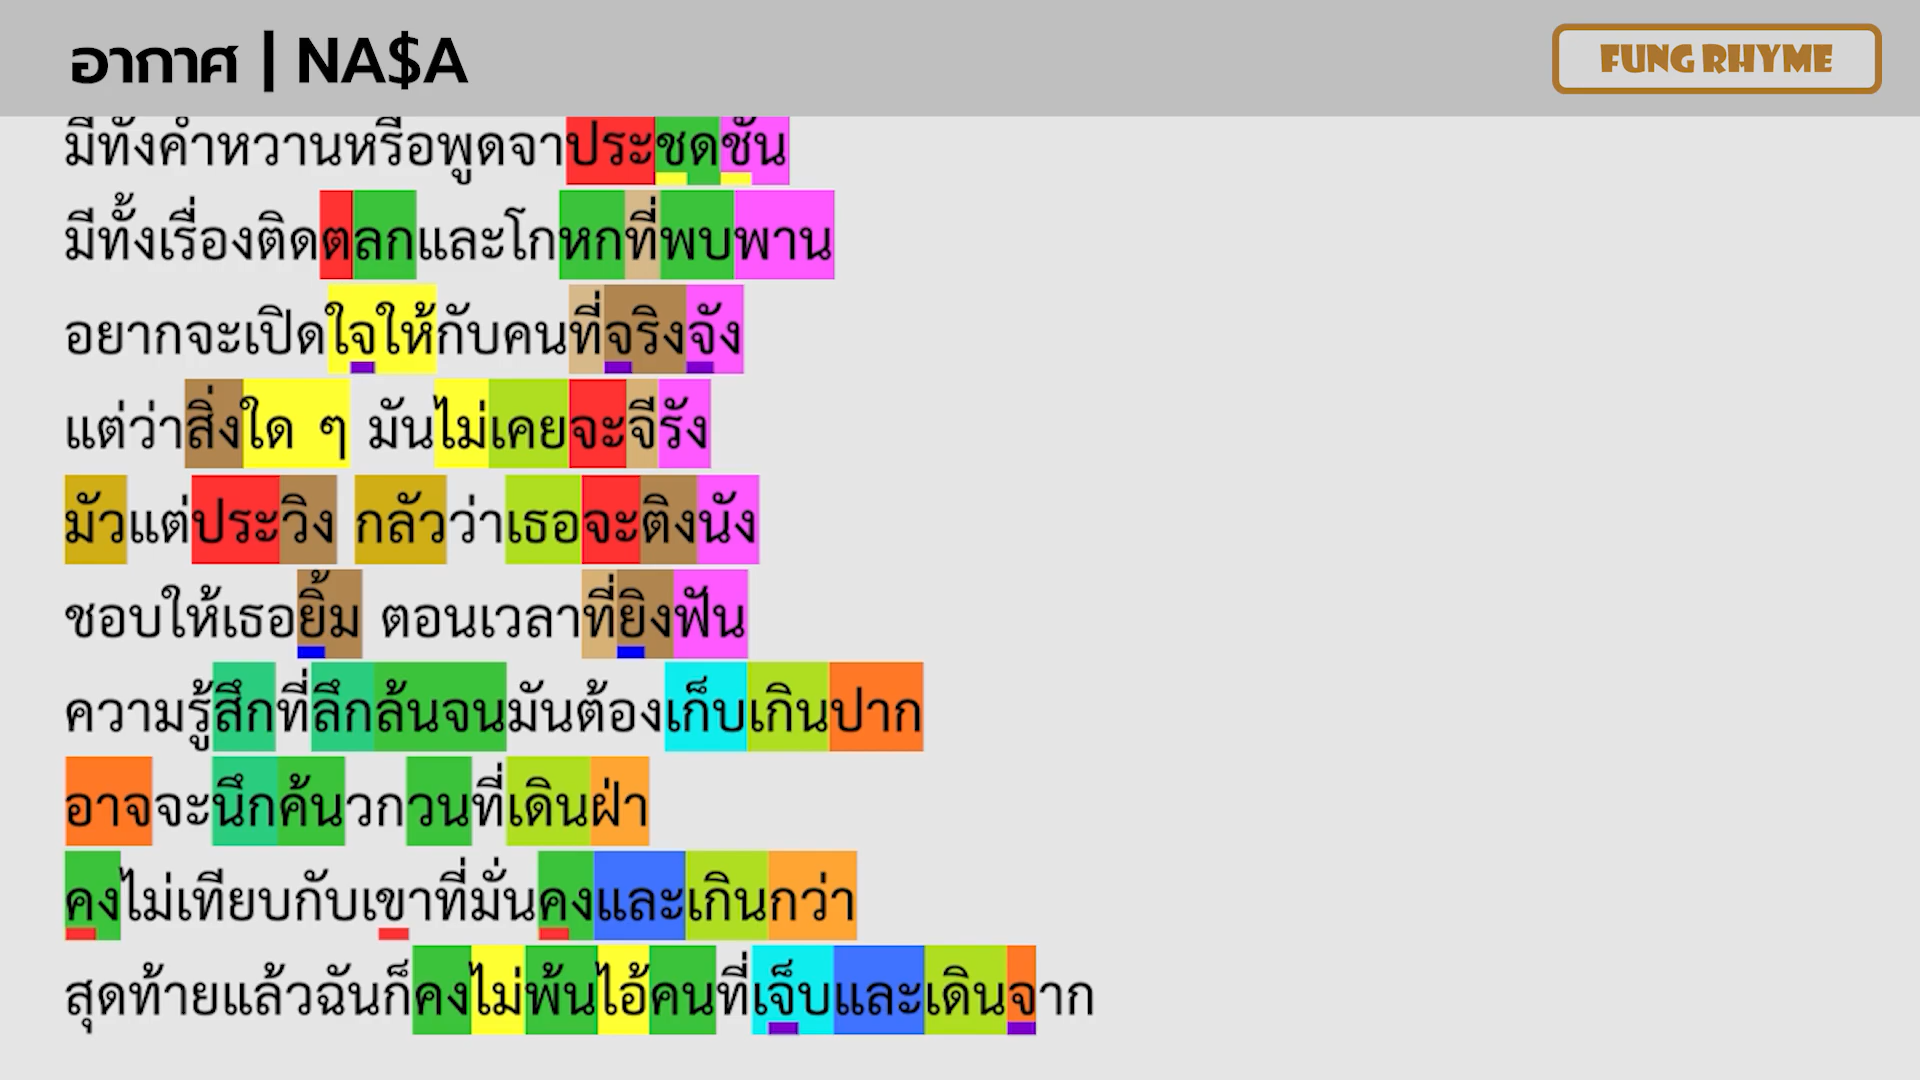 อากาศ | NA$A
FUNG RHYME
มีทั้งคำหวานหรือพูดจาประชดชัน
มีทั้งเรื่องติดตลกและโกหกที่พบพาน
อยากจะเปิดใจให้กับคนที่จริงจัง
แต่ว่าสิ่งใด ๆ มันไม่เคยจะจีรัง
มัวแต่ประวิง กลัวว่าเธอจะติงนัง
ชอบให้เธอยิ้ม ตอนเวลาที่ยิงฟัน
ความรู้สึกที่ลึกล้นจนมันต้องเก็บเกินปาก
อาจจะนึกค้นวกวนที่เดินฝ่า
คงไม่เทียบกับเขาที่มั่นคงและเกินกว่า
สุดท้ายแล้วฉันก็คงไม่พ้นไอ้คนที่เจ็บและเดินจาก